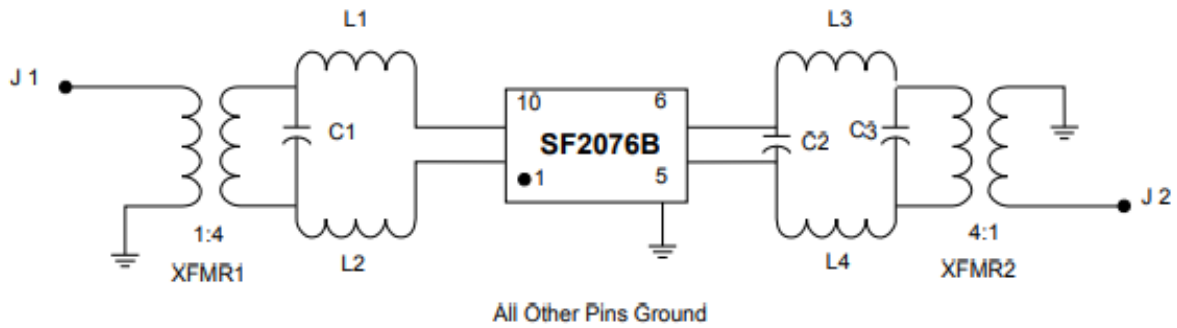 L1 L3
J 1
10 6
C1 SF2076B C2 C3
1 5
J 2
1:4 4:1
L2 L4
XFMR1 XFMR2
All Other Pins Ground